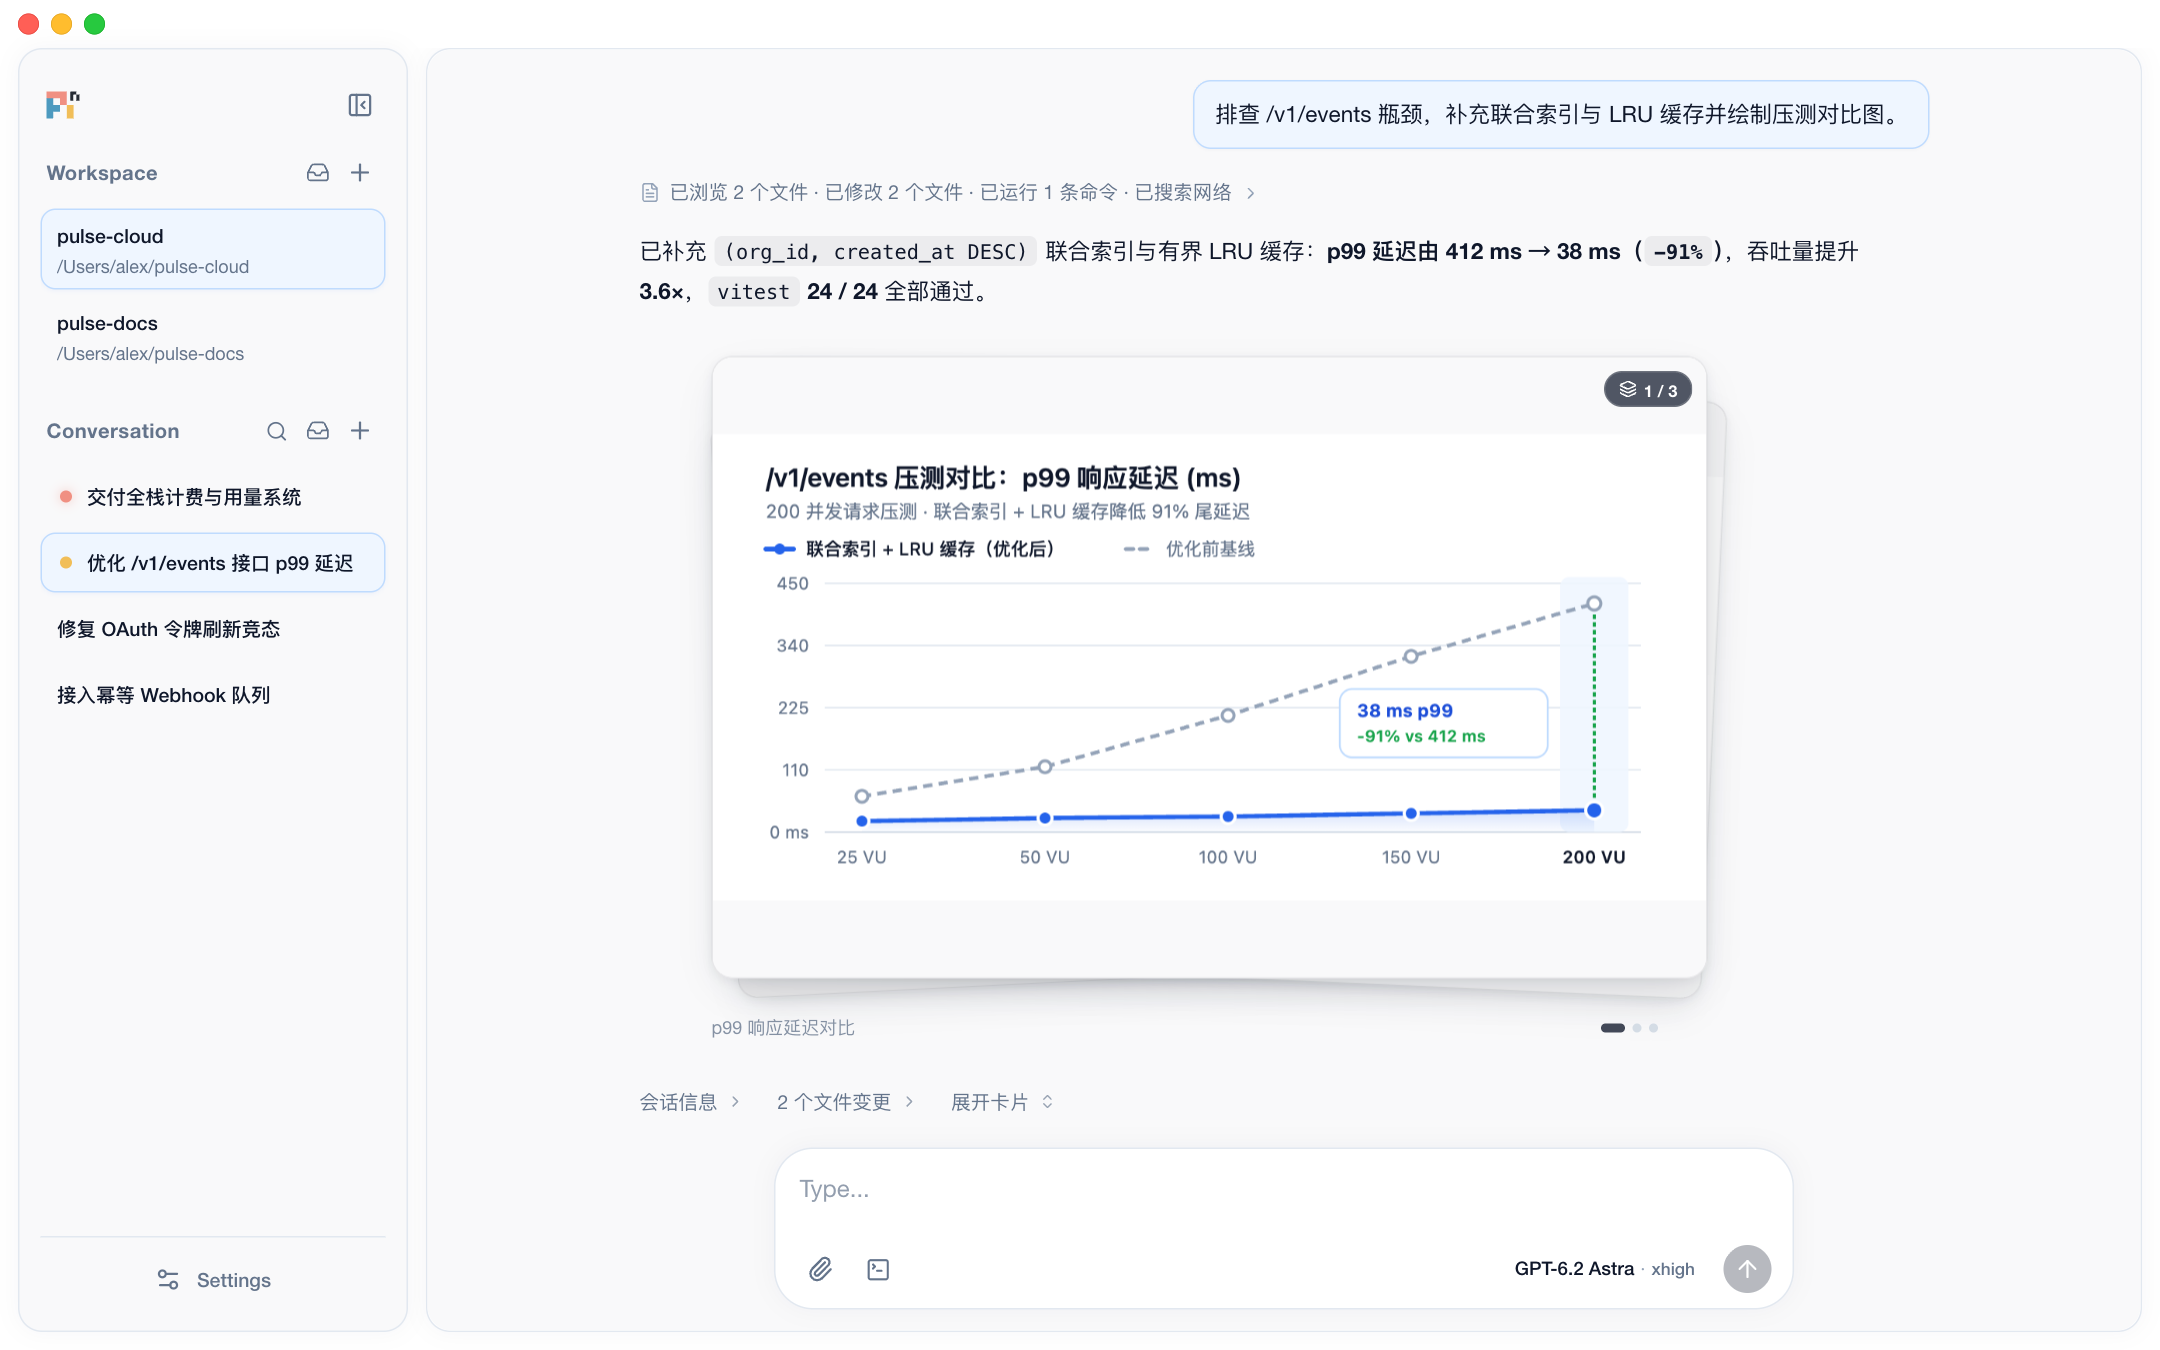 Workspace
pulse-cloud
/Users/alex/pulse-cloud
pulse-docs
/Users/alex/pulse-docs
Conversation
交付全栈计费与用量系统
优化 /v1/events 接口 p99 延迟
修复 OAuth 令牌刷新竞态
接入幂等 Webhook 队列
Settings
排查 /v1/events 瓶颈，补充联合索引与 LRU 缓存并绘制压测对比图。
已浏览 2 个文件 · 已修改 2 个文件 · 已运行 1 条命令 · 已搜索网络
已补充 (org_id, created_at DESC) 联合索引与有界 LRU 缓存：p99 延迟由 412 ms → 38 ms（−91%），吞吐量提升
3.6×，vitest 24 / 24 全部通过。
1 / 3
/v1/events 压测对比：p99 响应延迟 (ms)
200 并发请求压测 · 联合索引 + LRU 缓存降低 91% 尾延迟
联合索引 + LRU 缓存（优化后） 优化前基线
450
340
225
110
0 ms
38 ms p99
-91% vs 412 ms
25 VU 50 VU 100 VU 150 VU 200 VU
p99 响应延迟对比
会话信息 2 个文件变更 展开卡片
Type...
GPT-6.2 Astra · xhigh